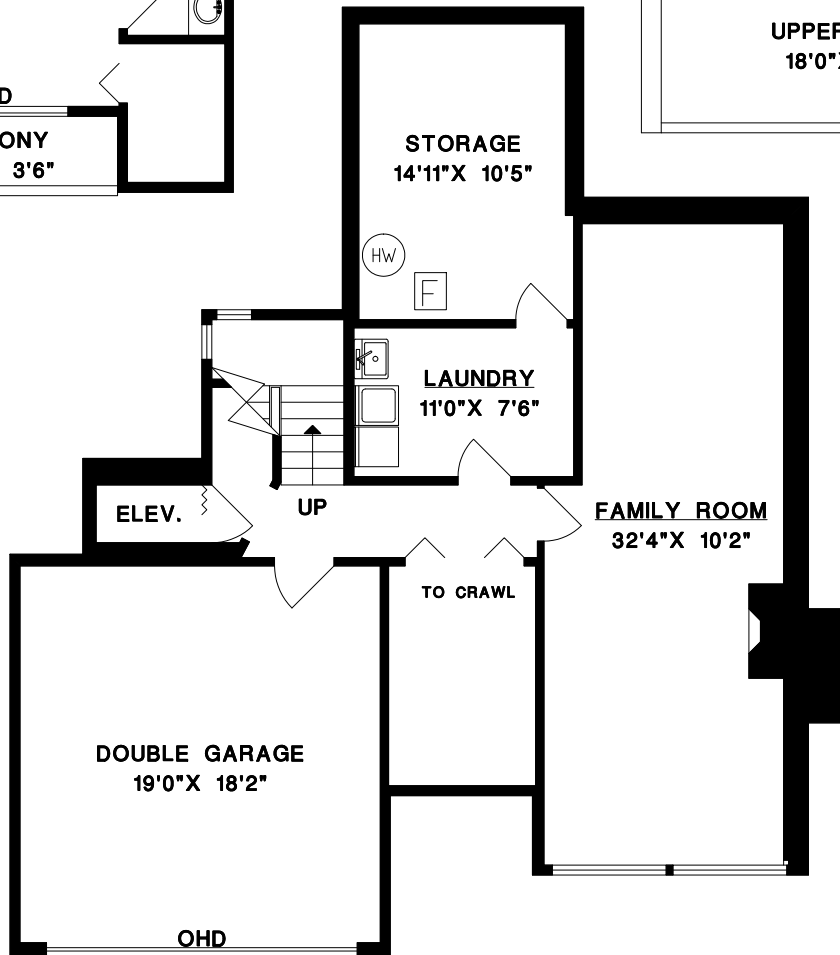 D
ONY
3'6"
UPPER
18'0"X
STORAGE
14'11"X 10'5"
HW
F
LAUNDRY
11'0"X 7'6"
ELEV.
UP
FAMILY ROOM
32'4"X 10'2"
TO CRAWL
DOUBLE GARAGE
19'0"X 18'2"
OHD